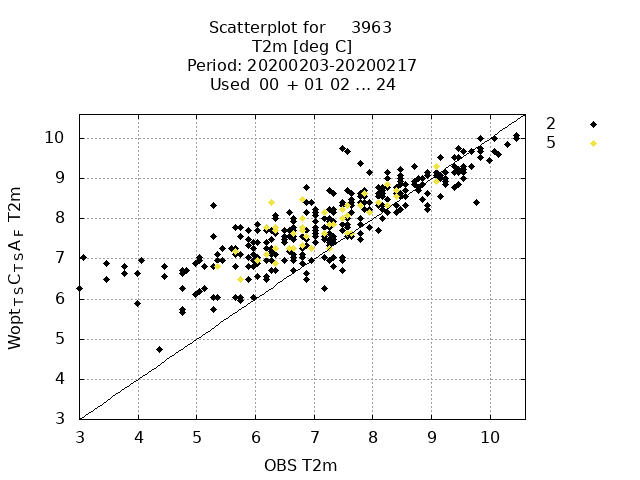 Scatterplot for 3963
T2m [deg C]
Period: 20200203-20200217
Used 00 + 01 02 ... 24
2
5
10
9
8
7
6
5
4
3
Wopt T S C T S A F T2m
3 4 5 6 7 8 9 10
OBS T2m